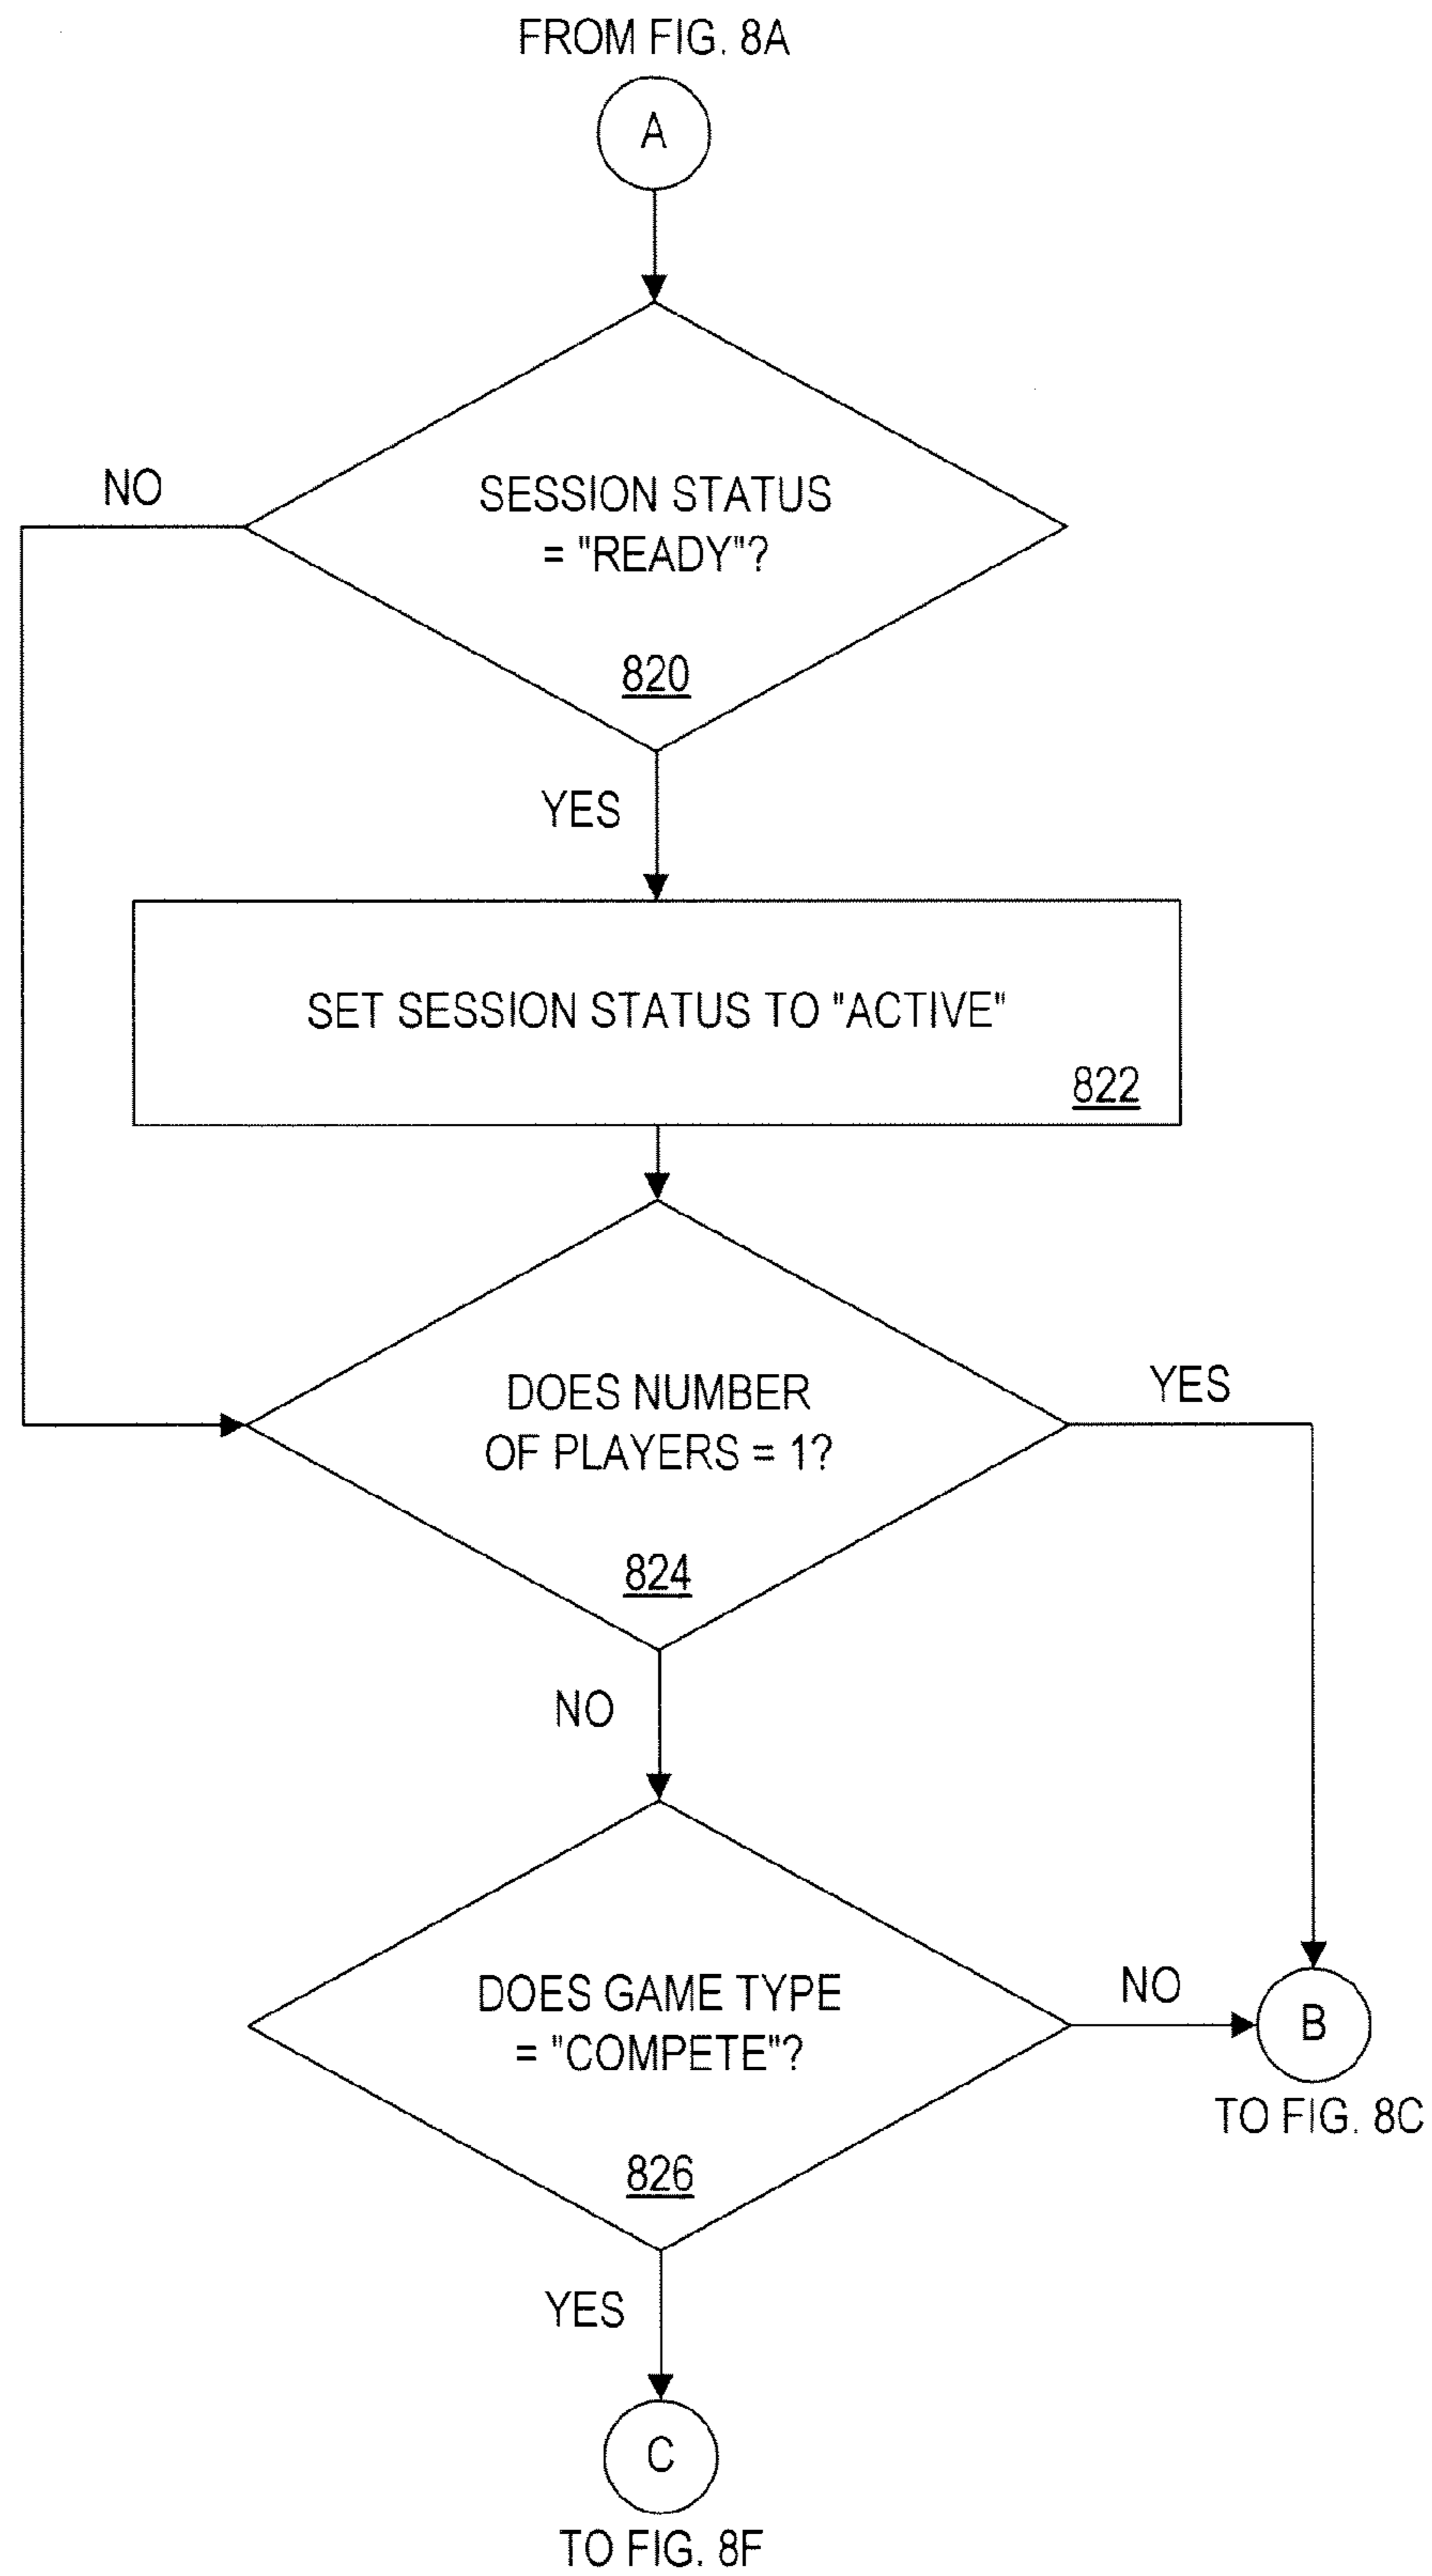 FROM FIG. 8A
A
NO
SESSION STATUS
= "READY"?
820
YES
SET SESSION STATUS TO "ACTIVE"
822
DOES NUMBER
OF PLAYERS = 1?
YES
824
NO
DOES GAME TYPE
= "COMPETE"?
NO
B
TO FIG. 8C
826
YES
C
TO FIG. 8F